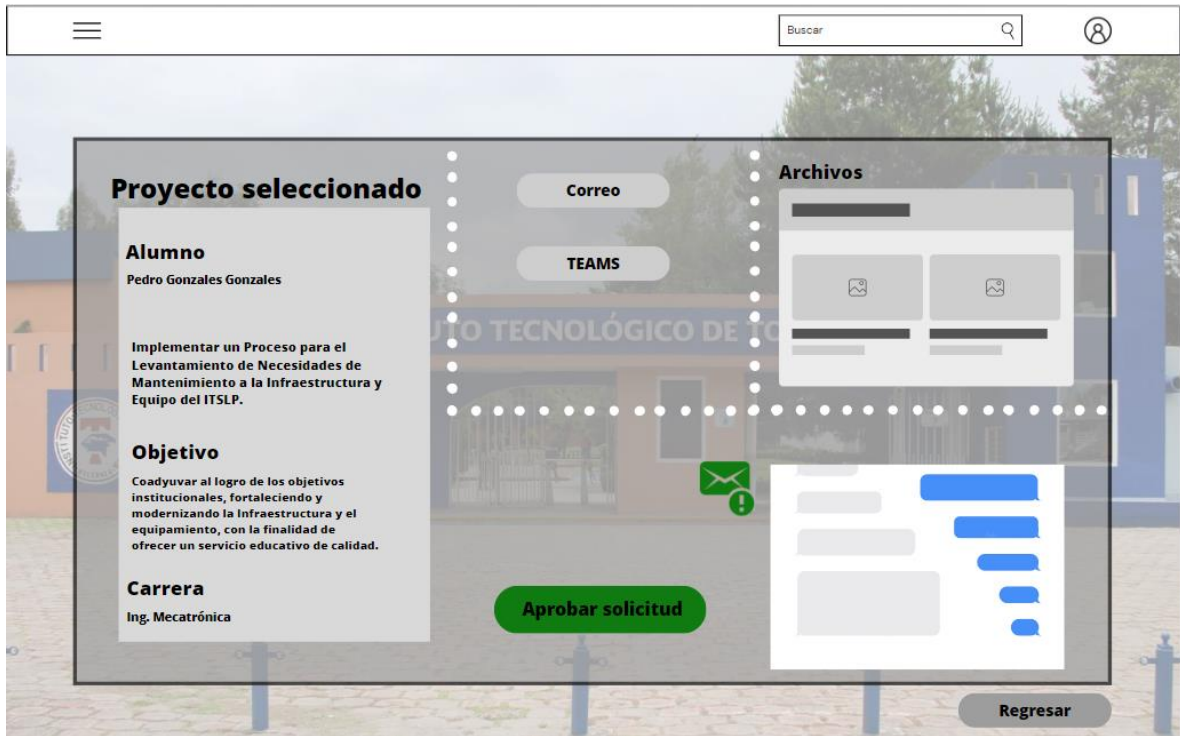 Buscar
Proyecto seleccionado
Alumno
Pedro Gonzales Gonzales
Implementar un Proceso para el
Levantamiento de Necesidades de
Mantenimiento a la Infraestructura y
Equipo del ITSLP.
Objetivo
Coadyuvar al logro de los objetivos
institucionales, fortaleciendo y
modernizando la Infraestructura y el
equipamiento, con la finalidad de
ofrecer un servicio educativo de calidad.
Carrera
Ing. Mecatrónica
Correo
TEAMS
Archivos
TECNOLÓGICO DE
Aprobar solicitud
Regresar